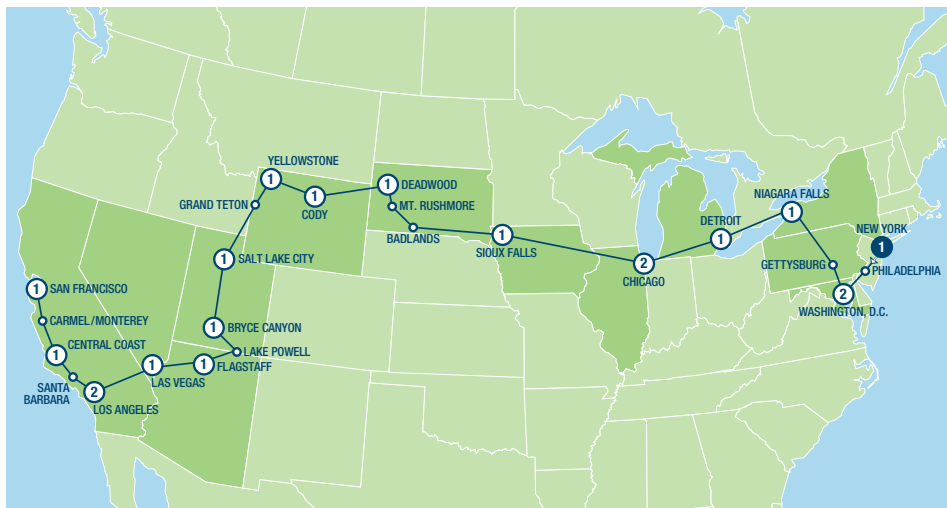 YELLOWSTONE
1
GRAND TETON
1
CODY
1
DEADWOOD
MT. RUSHMORE
BADLANDS
1
SIOUX FALLS
2
CHICAGO
DETROIT
1
NIAGARA FALLS
1
NEW YORK
1
GETTYSBURG
PHILADELPHIA
2
WASHINGTON, D.C.
1
SALT LAKE CITY
1
SAN FRANCISCO
CARMEL/MONTEREY
1
BRYCE CANYON
1
CENTRAL COAST
LAKE POWELL
1
FLAGSTAFF
1
LAS VEGAS
SANTA
BARBARA
2
LOS ANGELES